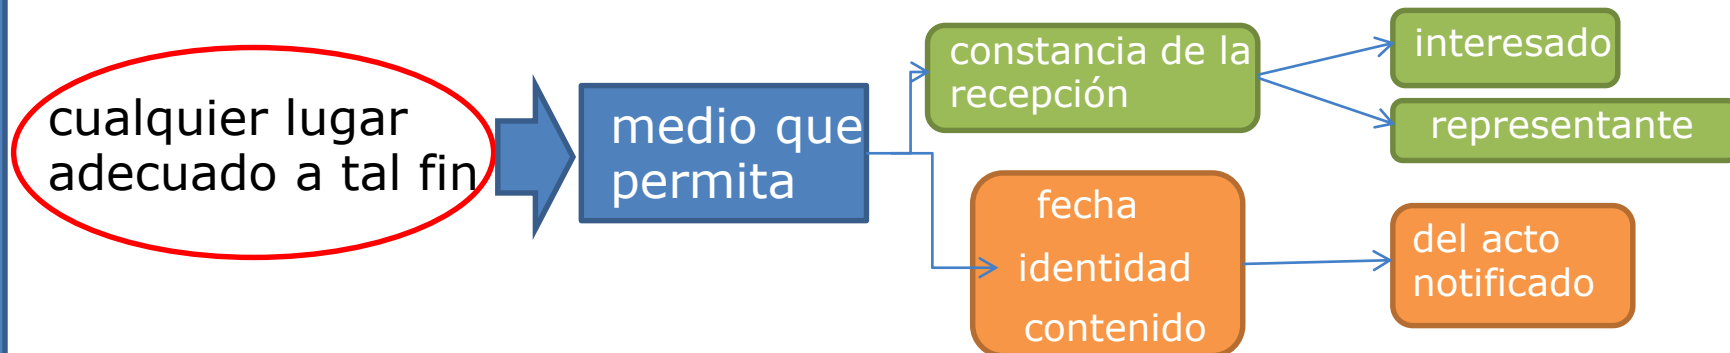 cualquier lugar
adecuado a tal fin
medio que
permita
constancia de la
recepción
interesado
representante
fecha
identidad
contenido
del acto
notificado